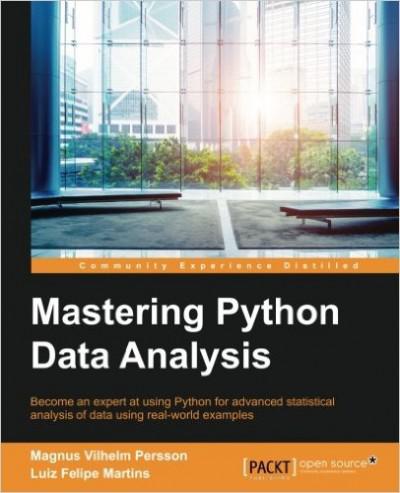 Community Experience Distilled
Mastering Python
Data Analysis
Become an expert at using Python for advanced statistical
analysis of data using real-world examples
Magnus Vilhelm Persson
Luiz Felipe Martins
[PACKT] open source*
PUBLISHING